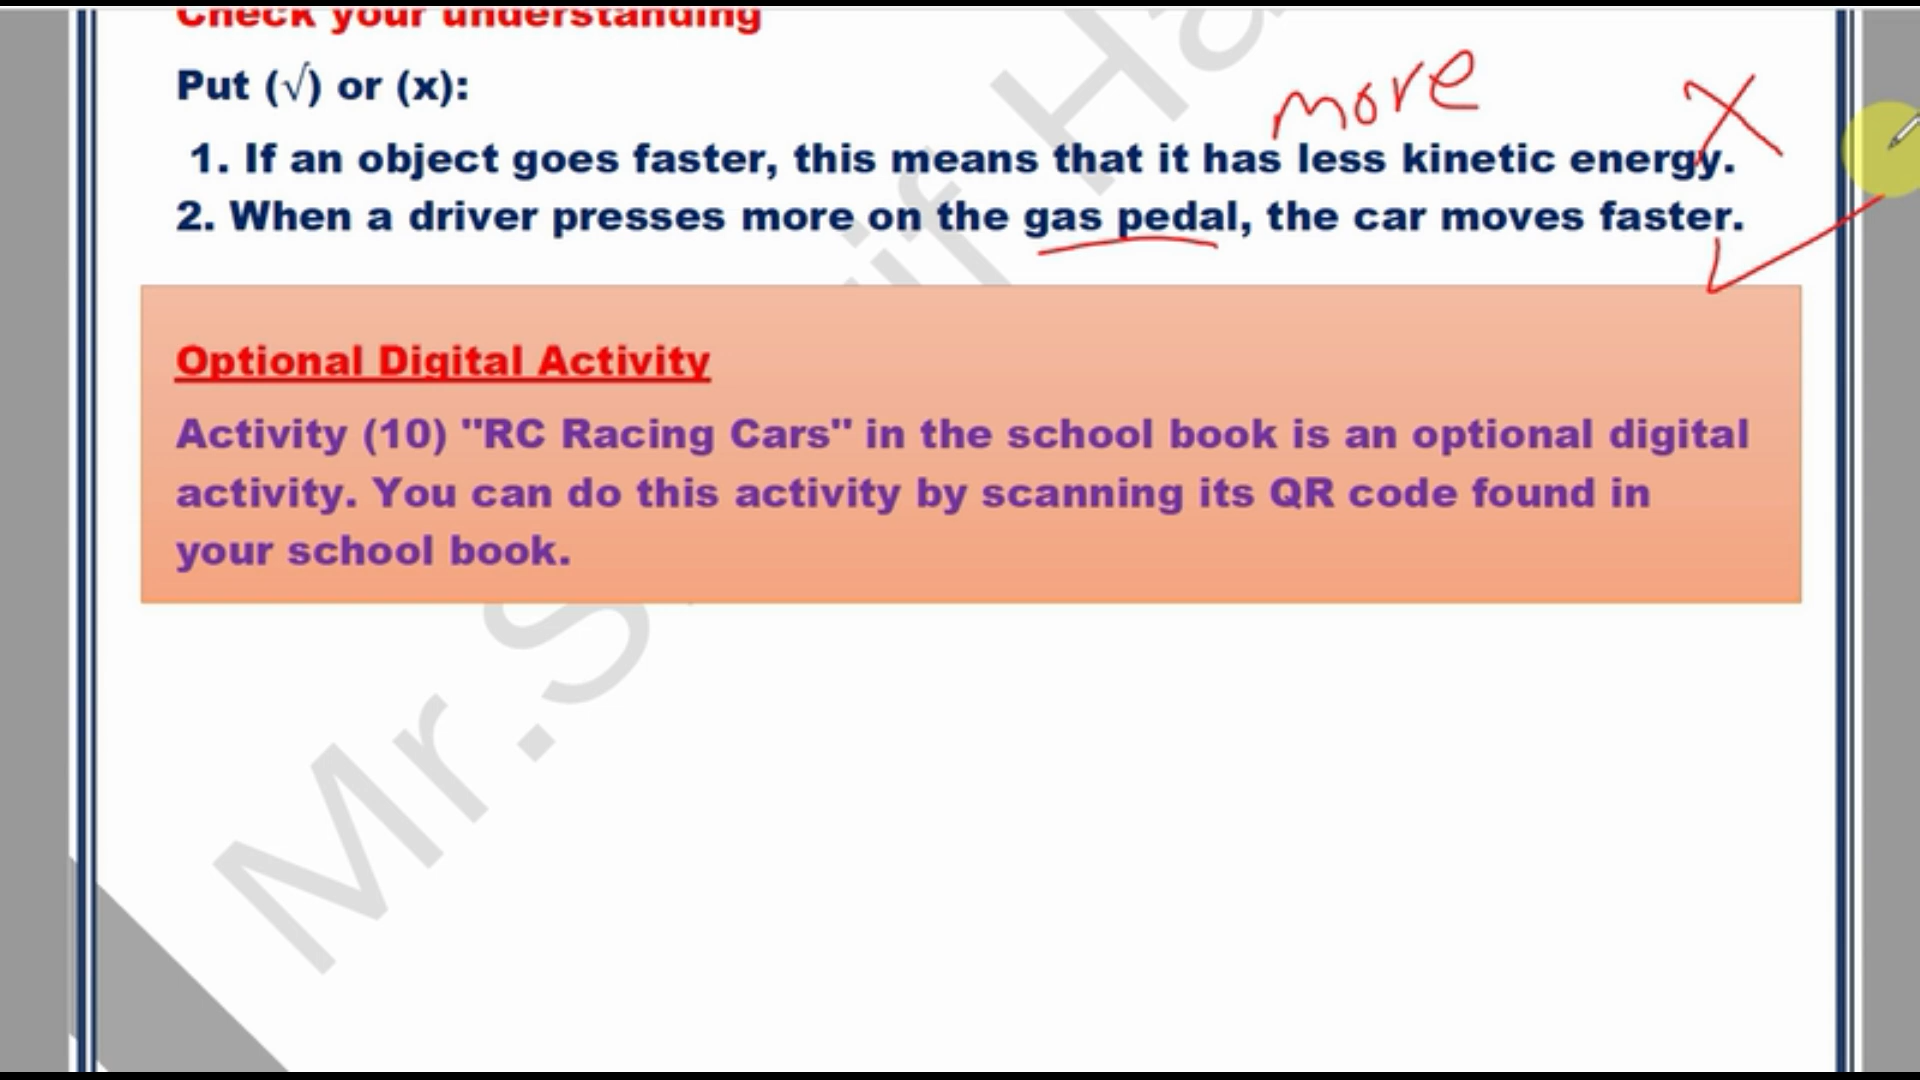 Check your understanding
Put (√) or (x):
more
x
1. If an object goes faster, this means that it has less kinetic energy.
2. When a driver presses more on the gas pedal, the car moves faster.
Optional Digital Activity
Activity (10) "RC Racing Cars" in the school book is an optional digital
activity. You can do this activity by scanning its QR code found in
your school book.
Mr.